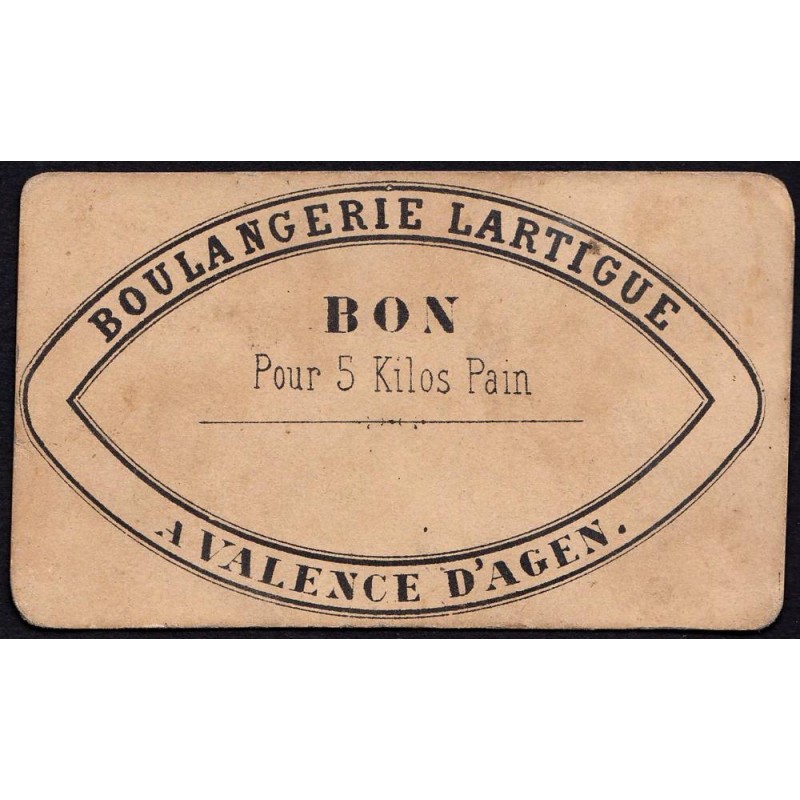 BOULANGERIE LARTIGUE
BON
Pour 5 Kilos Pain
A VALENCE D'AGEN.